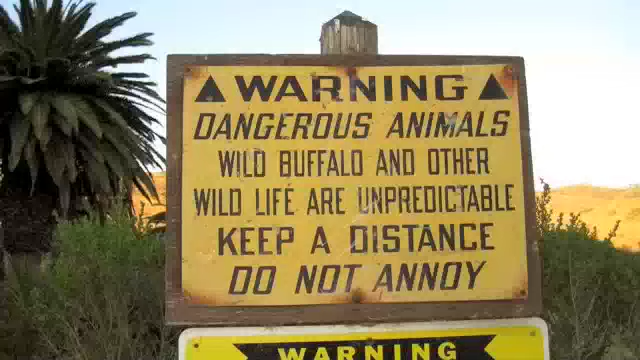 WARNING
DANGEROUS ANIMALS
WILD BUFFALO AND OTHER
WILD LIFE ARE UNPREDICTABLE
KEEP A DISTANCE
DO NOT ANNOY
WARNING